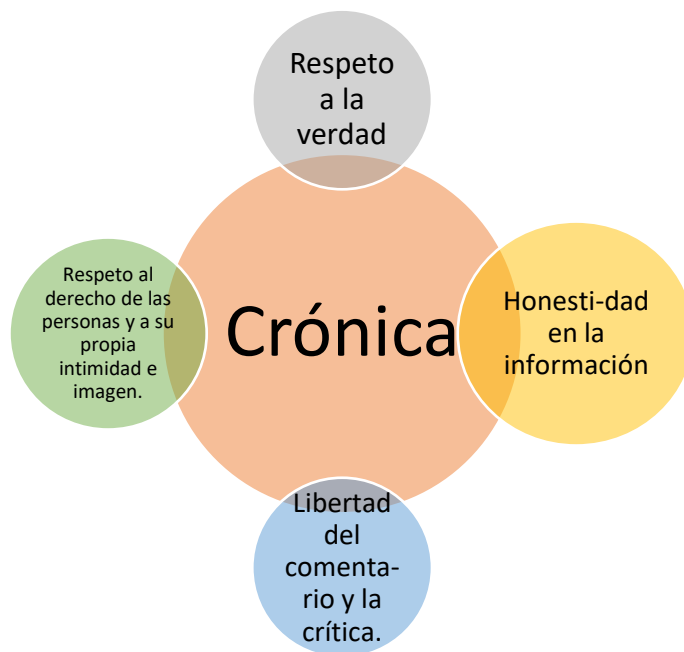 Respeto
a la
verdad
Respeto al
derecho de las
personas y a su
propia
intimidad e
imagen.
Crónica
Honesti-dad
en la
información
Libertad
del
comenta-
rio y la
crítica.